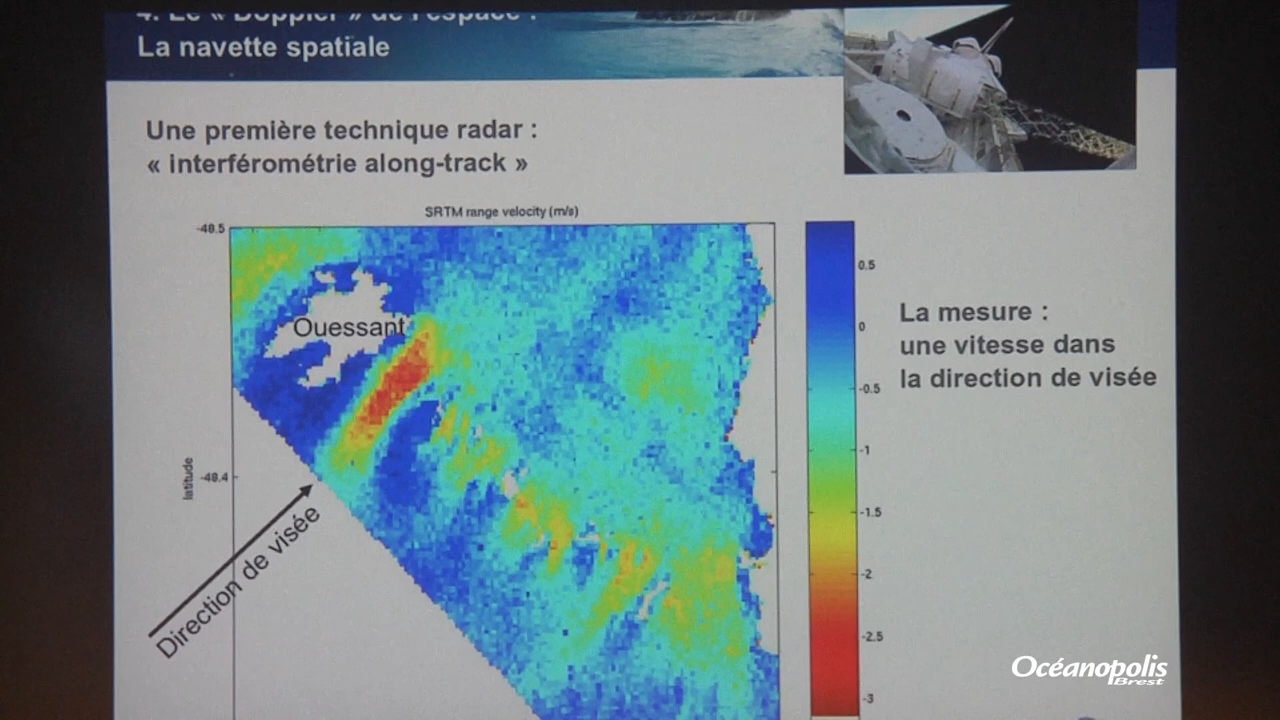 4. Le « Doppler » de l'espace :
La navette spatiale
Une première technique radar :
« interférométrie along-track »
SRTM range velocity (m/s)
-48.5
Ouessant
latitude
-48.4
Direction de visée
0.5
0
-0.5
-1
-1.5
-2
-2.5
-3
La mesure :
une vitesse dans
la direction de visée
Océanopolis
Brest